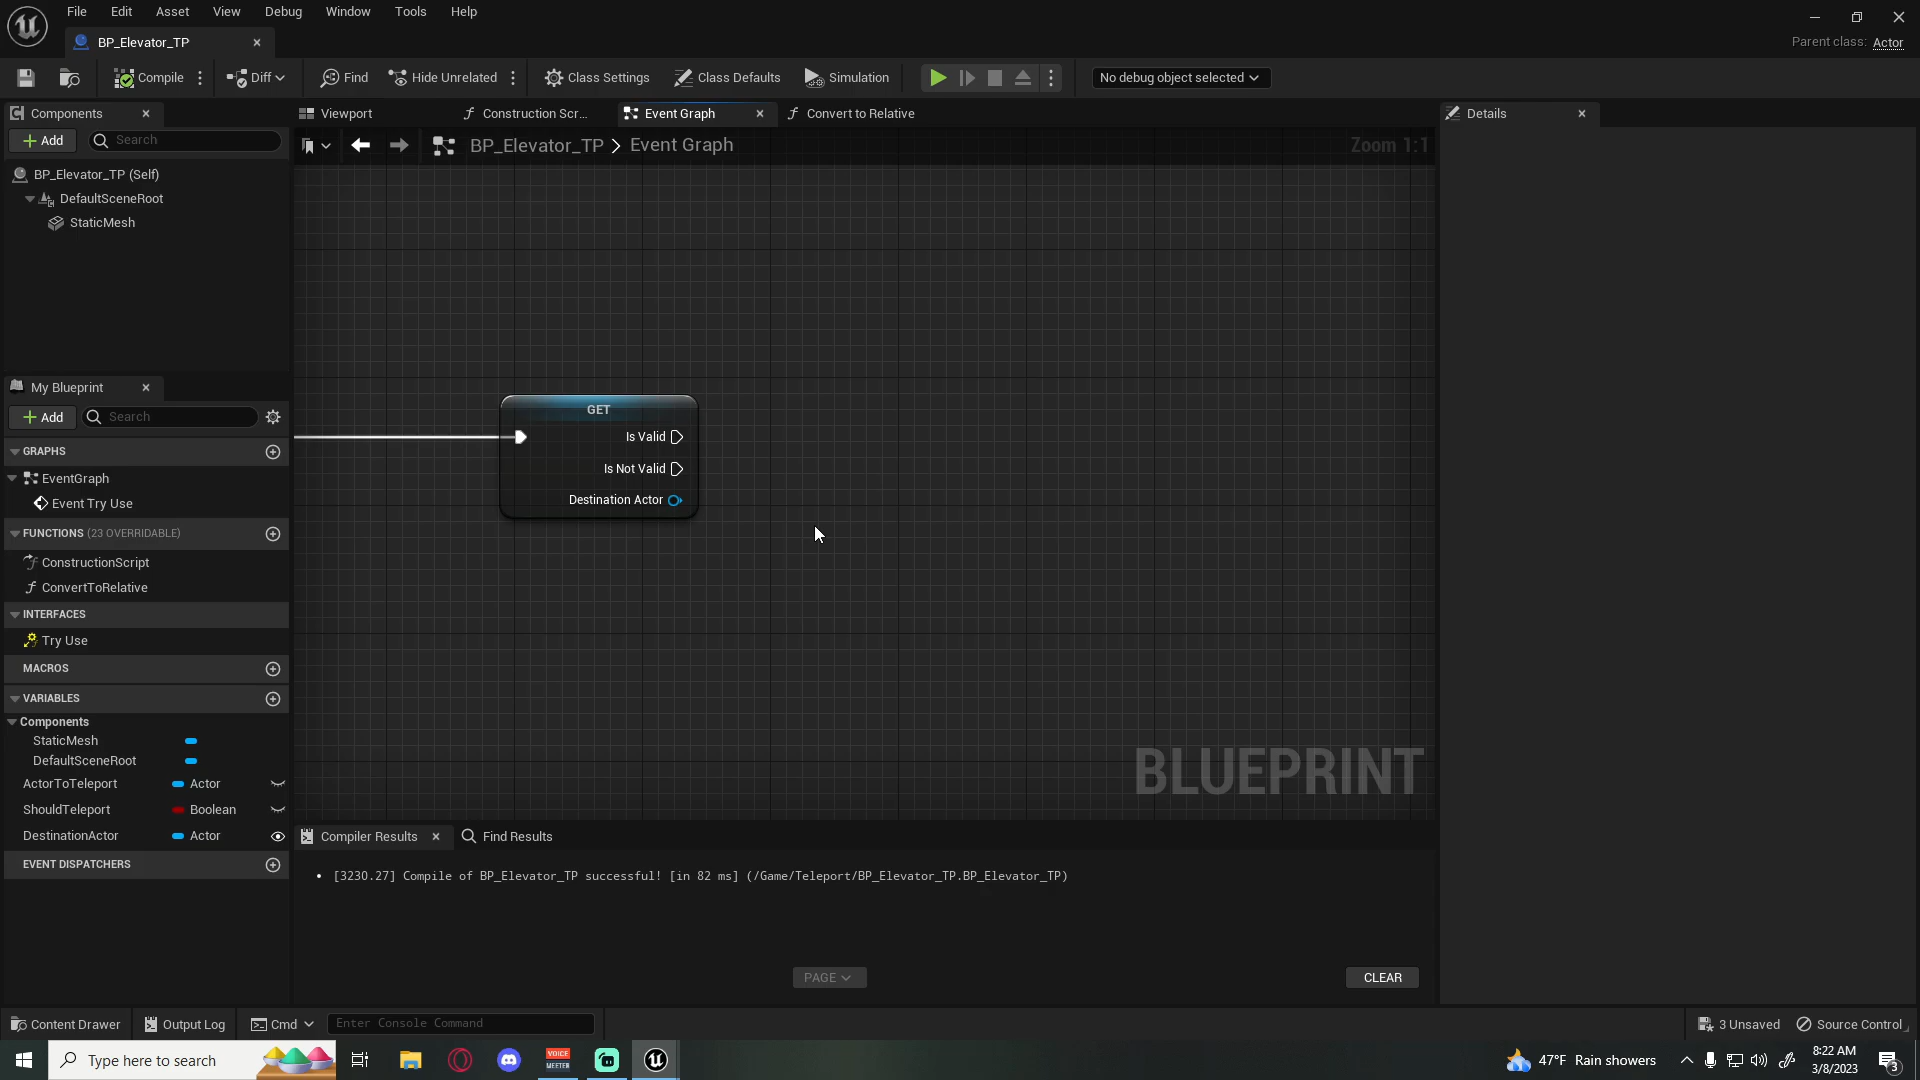 File Edit Asset View Debug Window Tools Help
BP_Elevator_TP
Parent class: Actor
Compile Diff Find Hide Unrelated Class Settings Class Defaults Simulation No debug object selected
Components
Viewport Construction Scr... Event Graph Convert to Relative
Details
Add Search
BP_Elevator_TP > Event Graph
Zoom 1:1
BP_Elevator_TP (Self)
DefaultSceneRoot
StaticMesh
My Blueprint
Add Search
GRAPHS
EventGraph
Event Try Use
FUNCTIONS (23 OVERRIDABLE)
ConstructionScript
ConvertToRelative
INTERFACES
Try Use
MACROS
VARIABLES
Components
StaticMesh
DefaultSceneRoot
ActorToTeleport Actor
ShouldTeleport Boolean
DestinationActor Actor
EVENT DISPATCHERS
GET
Is Valid
Is Not Valid
Destination Actor
BLUEPRINT
Compiler Results Find Results
[3230.27] Compile of BP_Elevator_TP successful! [in 82 ms] (/Game/Teleport/BP_Elevator_TP.BP_Elevator_TP)
PAGE
CLEAR
Content Drawer Output Log Cmd Enter Console Command
3 Unsaved Source Control
Type here to search
VOICE
MEETER
47°F Rain showers
8:22 AM
3/8/2023
3